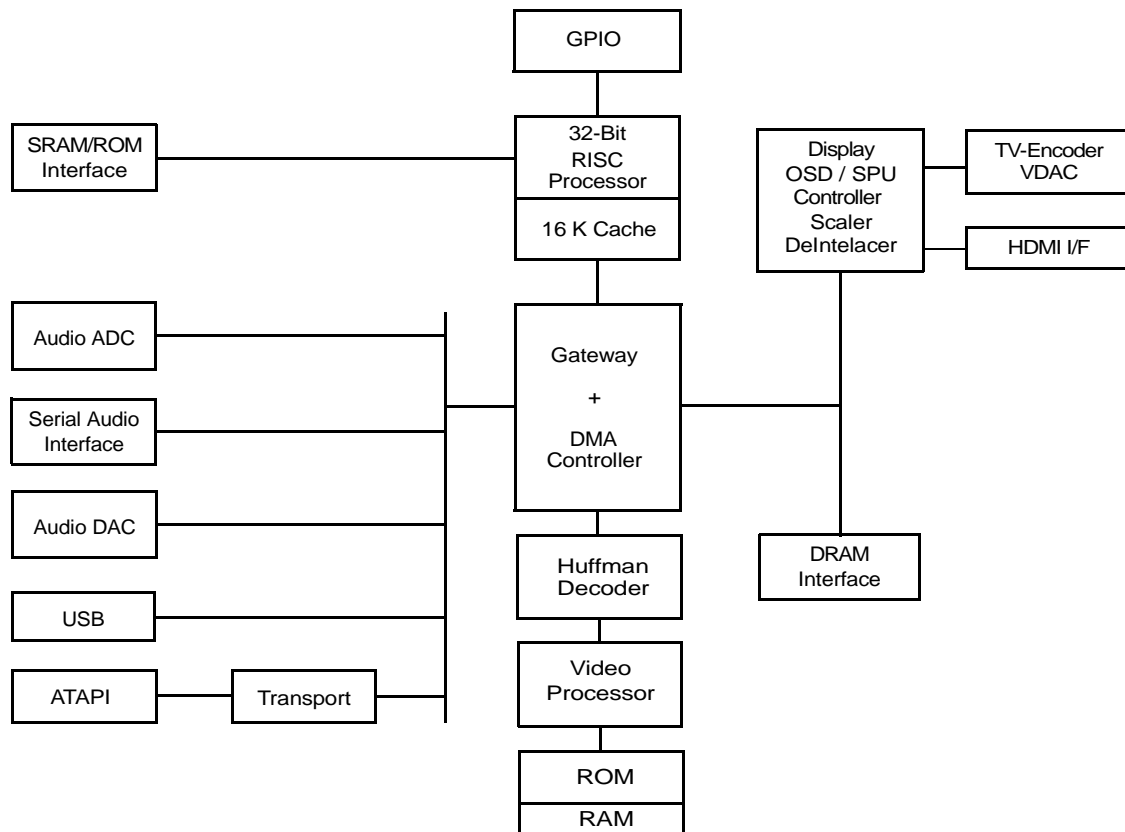 GPIO
SRAM/ROM
Interface
32-Bit
RISC
Processor
16 K Cache
Display
OSD / SPU
Controller
Scaler
DeIntelacer
TV-Encoder
VDAC
HDMI I/F
Audio ADC
Serial Audio
Interface
Audio DAC
USB
ATAPI
Transport
Gateway
+
DMA
Controller
Huffman
Decoder
Video
Processor
ROM
RAM
DRAM
Interface